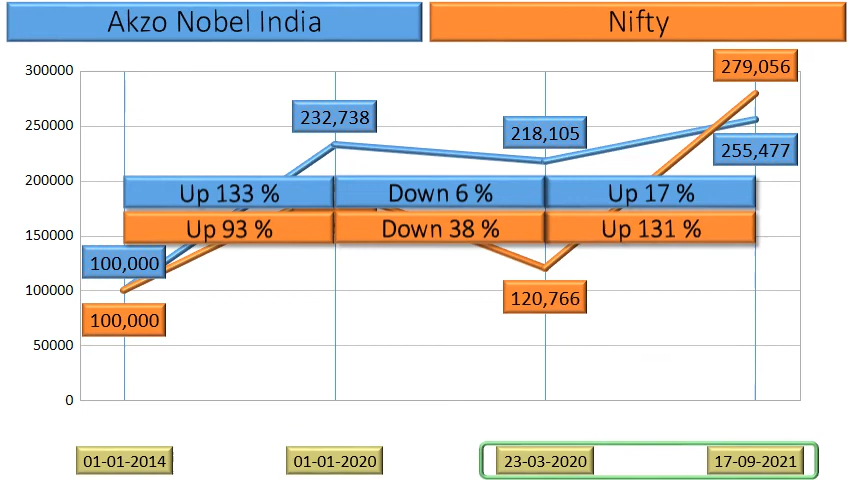 Akzo Nobel India
Nifty
300000
279,056
250000
232,738
218,105
255,477
200000
Up 133 %
Down 6 %
Up 17 %
Up 93 %
Down 38 %
Up 131 %
150000
100,000
100000
120,766
100,000
50000
0
01-01-2014
01-01-2020
23-03-2020
17-09-2021